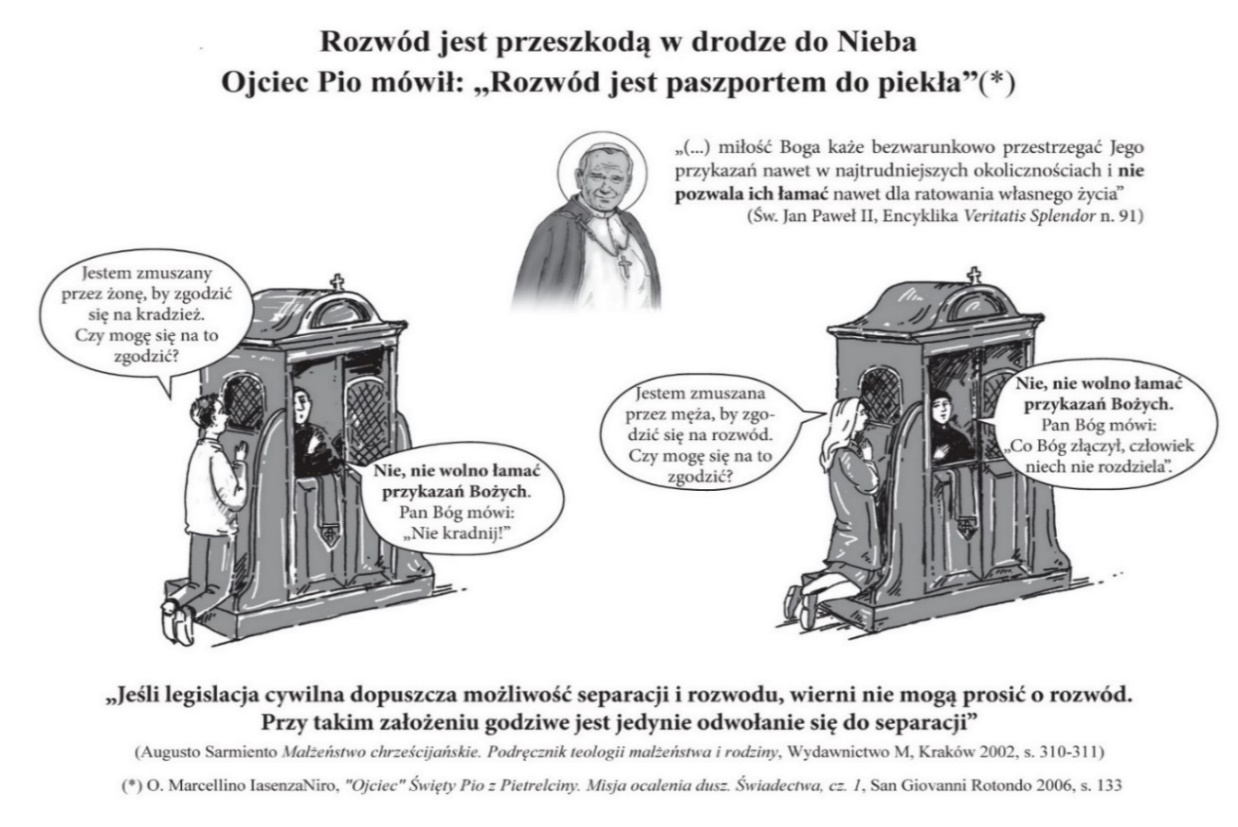 Rozwód jest przeszkodą w drodze do Nieba
Ojciec Pio mówił: „Rozwód jest paszportem do piekła”(*)
„(...) miłość Boga każe bezwarunkowo przestrzegać Jego
przykazań nawet w najtrudniejszych okolicznościach i nie
pozwala ich łamać nawet dla ratowania własnego życia”
(Św. Jan Paweł II, Encyklika Veritatis Splendor n. 91)
Jestem zmuszany
przez żonę, by zgodzić
się na kradzież.
Czy mogę się na to
zgodzić?
Nie, nie wolno łamać
przykazań Bożych.
Pan Bóg mówi:
„Nie kradnij!”
Jestem zmuszana
przez męża, by zgo-
dzić się na rozwód.
Czy mogę się na to
zgodzić?
Nie, nie wolno łamać
przykazań Bożych.
Pan Bóg mówi:
„Co Bóg złączył, człowiek
niech nie rozdziela”.
„Jeśli legislacja cywilna dopuszcza możliwość separacji i rozwodu, wierni nie mogą prosić o rozwód.
Przy takim założeniu godziwe jest jedynie odwołanie się do separacji”
(Augusto Sarmiento Małżeństwo chrześcijańskie. Podręcznik teologii małżeństwa i rodziny, Wydawnictwo M, Kraków 2002, s. 310-311)
(*) O. Marcellino IasenzaNiro, "Ojciec" Święty Pio z Pietrelciny. Misja ocalenia dusz. Świadectwa, cz. 1, San Giovanni Rotondo 2006, s. 133